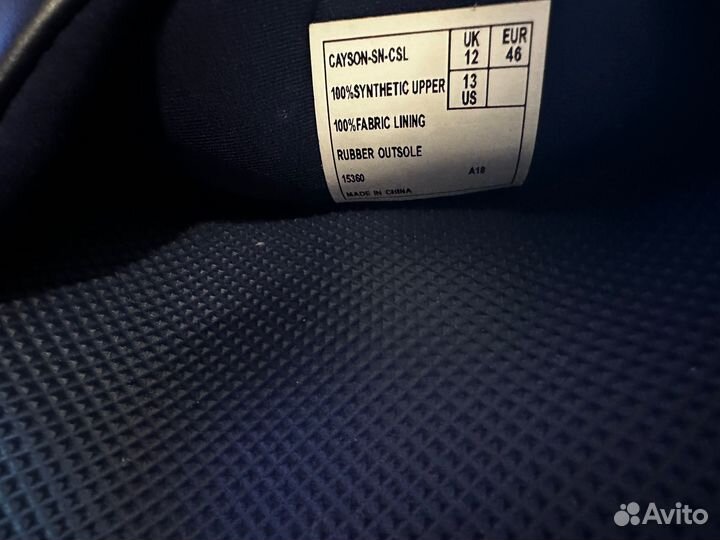 CAYSON-SN-CSL UK 12 EUR 46
100%SYNTHETIC UPPER 13 US
100%FABRIC LINING
RUBBER OUTSOLE
15360 A18
MADE IN CHINA
Avito